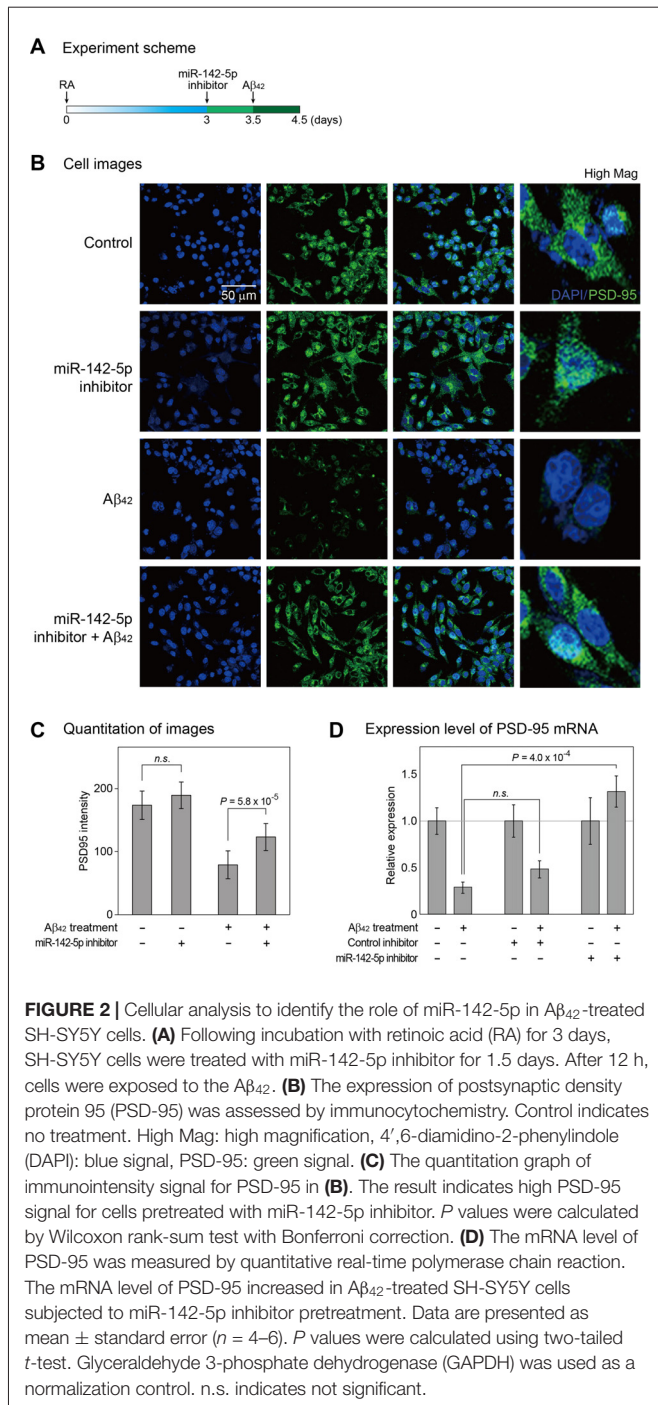 A Experiment scheme
RA
miR-142-5p
inhibitor
Aβ42
0 3 3.5 4.5 (days)
B Cell images
High Mag
Control
50 μm
DAPI/PSD-95
miR-142-5p
inhibitor
Aβ42
miR-142-5p
inhibitor + Aβ42
C Quantitation of images
PSD95 intensity
200
100
0
n.s.
P = 5.8 x 10-5
Aβ42 treatment – – + +
miR-142-5p inhibitor – + – +
D Expression level of PSD-95 mRNA
Relative expression
1.5
1.0
0.5
0
P = 4.0 x 10-4
n.s.
Aβ42 treatment – + – + – +
Control inhibitor – – + + – –
miR-142-5p inhibitor – – – – + +
FIGURE 2 | Cellular analysis to identify the role of miR-142-5p in Aβ42-treated
SH-SY5Y cells. (A) Following incubation with retinoic acid (RA) for 3 days,
SH-SY5Y cells were treated with miR-142-5p inhibitor for 1.5 days. After 12 h,
cells were exposed to the Aβ42. (B) The expression of postsynaptic density
protein 95 (PSD-95) was assessed by immunocytochemistry. Control indicates
no treatment. High Mag: high magnification, 4′,6-diamidino-2-phenylindole
(DAPI): blue signal, PSD-95: green signal. (C) The quantitation graph of
immunointensity signal for PSD-95 in (B). The result indicates high PSD-95
signal for cells pretreated with miR-142-5p inhibitor. P values were calculated
by Wilcoxon rank-sum test with Bonferroni correction. (D) The mRNA level of
PSD-95 was measured by quantitative real-time polymerase chain reaction.
The mRNA level of PSD-95 increased in Aβ42-treated SH-SY5Y cells
subjected to miR-142-5p inhibitor pretreatment. Data are presented as
mean ± standard error (n = 4–6). P values were calculated using two-tailed
t-test. Glyceraldehyde 3-phosphate dehydrogenase (GAPDH) was used as a
normalization control. n.s. indicates not significant.